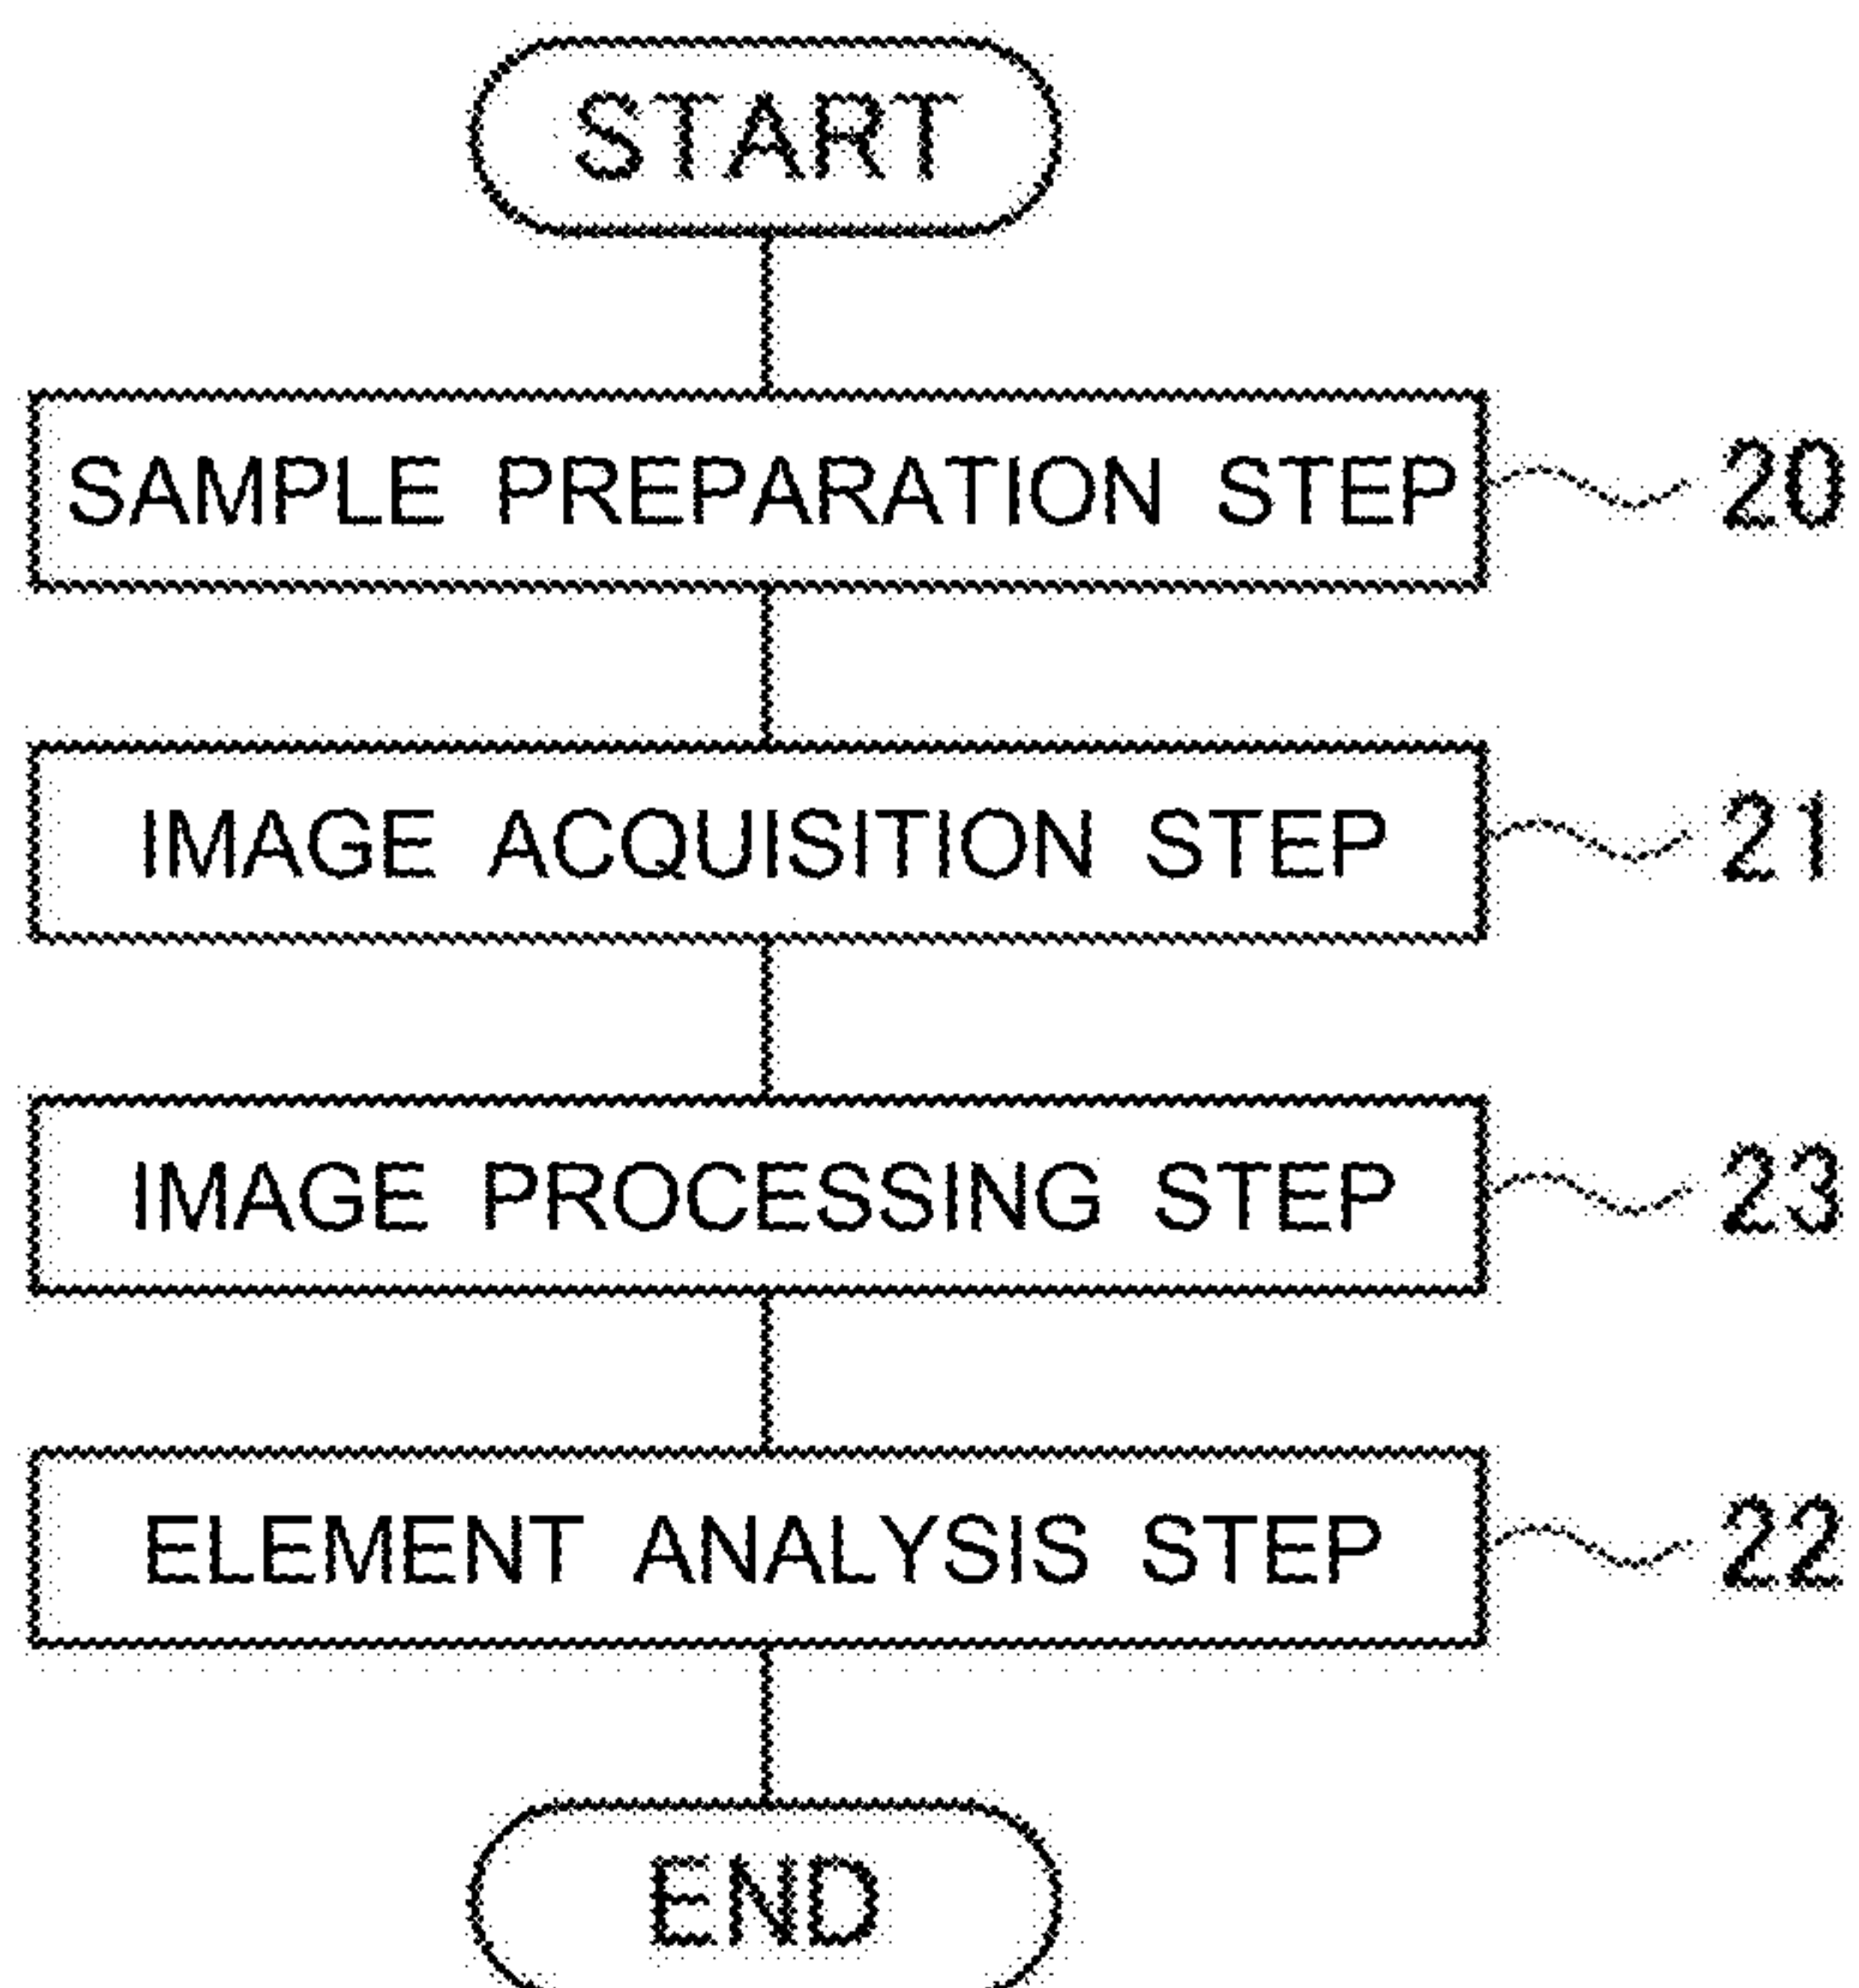 START
SAMPLE PREPARATION STEP 20
IMAGE ACQUISITION STEP 21
IMAGE PROCESSING STEP 23
ELEMENT ANALYSIS STEP 22
END